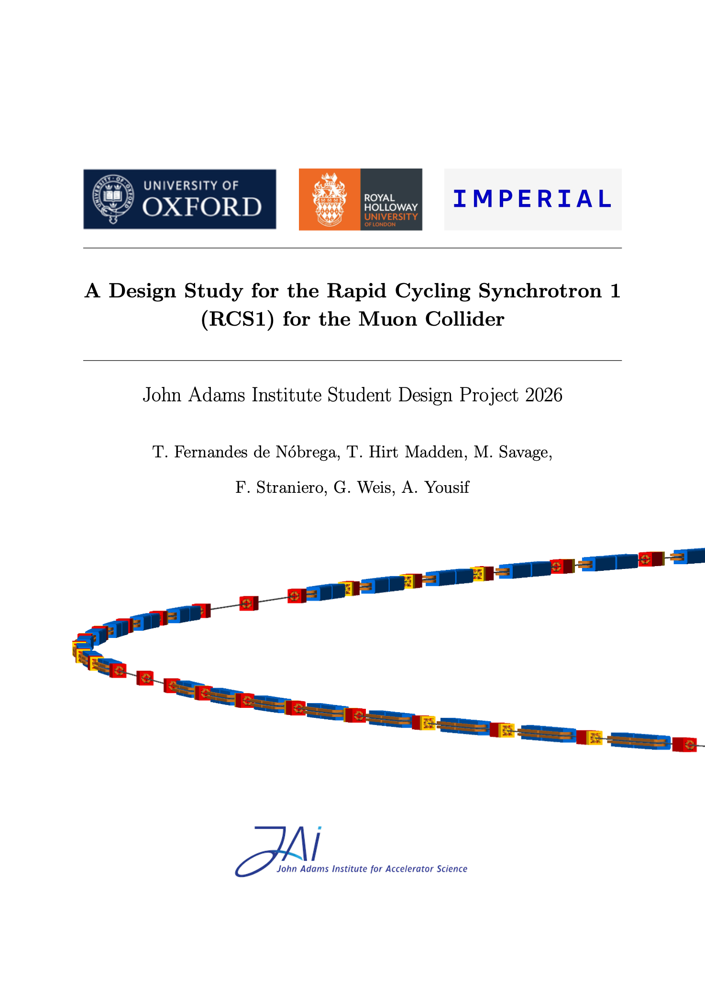 UNIVERSITY OF
OXFORD
ROYAL
HOLLOWAY
UNIVERSITY
OF LONDON
IMPERIAL
A Design Study for the Rapid Cycling Synchrotron 1
(RCS1) for the Muon Collider
John Adams Institute Student Design Project 2026
T. Fernandes de Nóbrega, T. Hirt Madden, M. Savage,
F. Straniero, G. Weis, A. Yousif
JAi
John Adams Institute for Accelerator Science